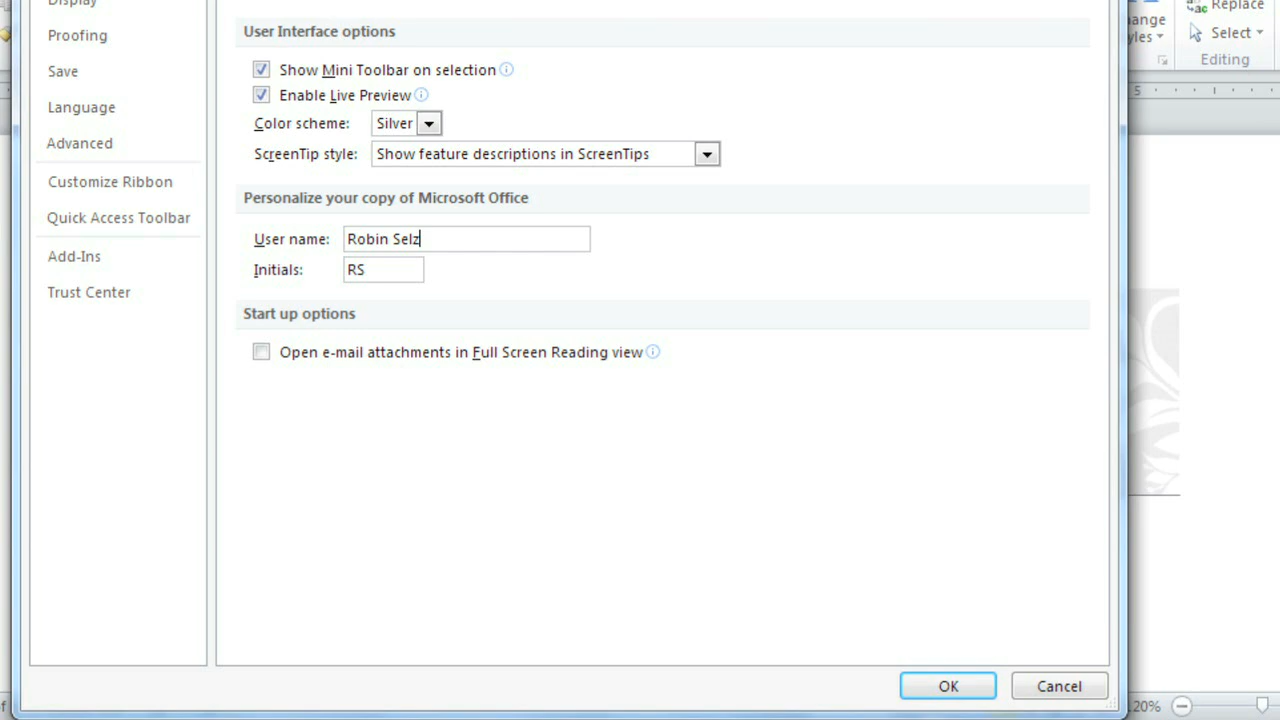 Display
Proofing
Save
Language
Advanced
Customize Ribbon
Quick Access Toolbar
Add-Ins
Trust Center
User Interface options
Show Mini Toolbar on selection
Enable Live Preview
Color scheme: Silver
ScreenTip style: Show feature descriptions in ScreenTips
Personalize your copy of Microsoft Office
User name: Robin Selz
Initials: RS
Start up options
Open e-mail attachments in Full Screen Reading view
OK Cancel
Replace
Select
Editing
5